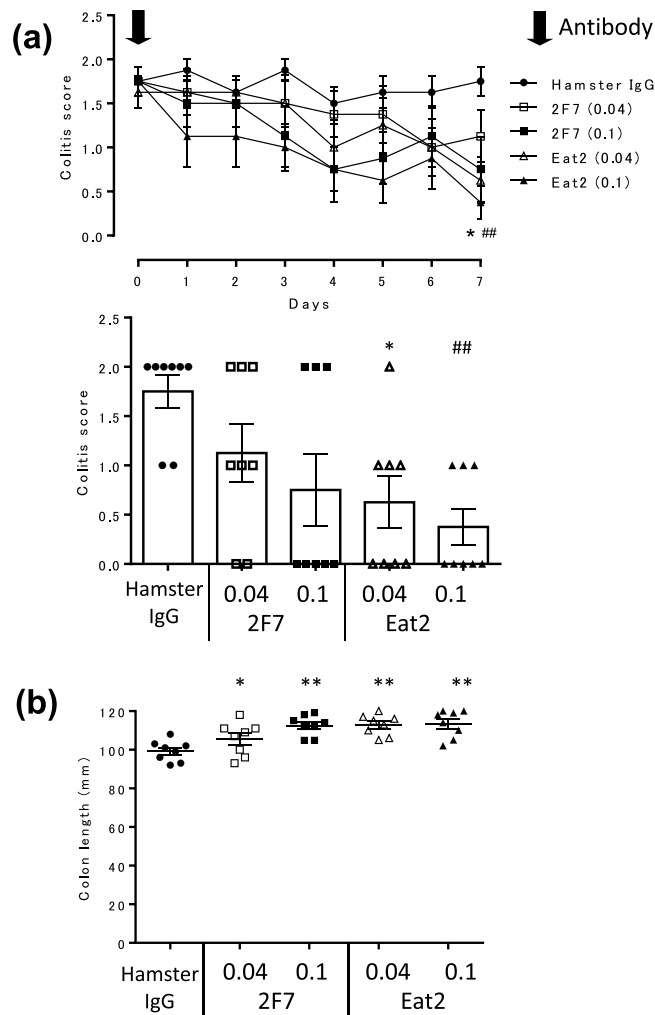 (a)
Antibody
Colitis score
2.5
2.0
1.5
1.0
0.5
0.0
* ##
0 1 2 3 4 5 6 7
Days
Hamster IgG
2F7 (0.04)
2F7 (0.1)
Eat2 (0.04)
Eat2 (0.1)
Colitis score
2.5
2.0
1.5
1.0
0.5
0.0
* ##
Hamster IgG
0.04 0.1 0.04 0.1
2F7 Eat2
(b)
* ** ** **
Colon length (mm)
120
100
80
60
40
20
0
Hamster IgG
0.04 0.1 0.04 0.1
2F7 Eat2